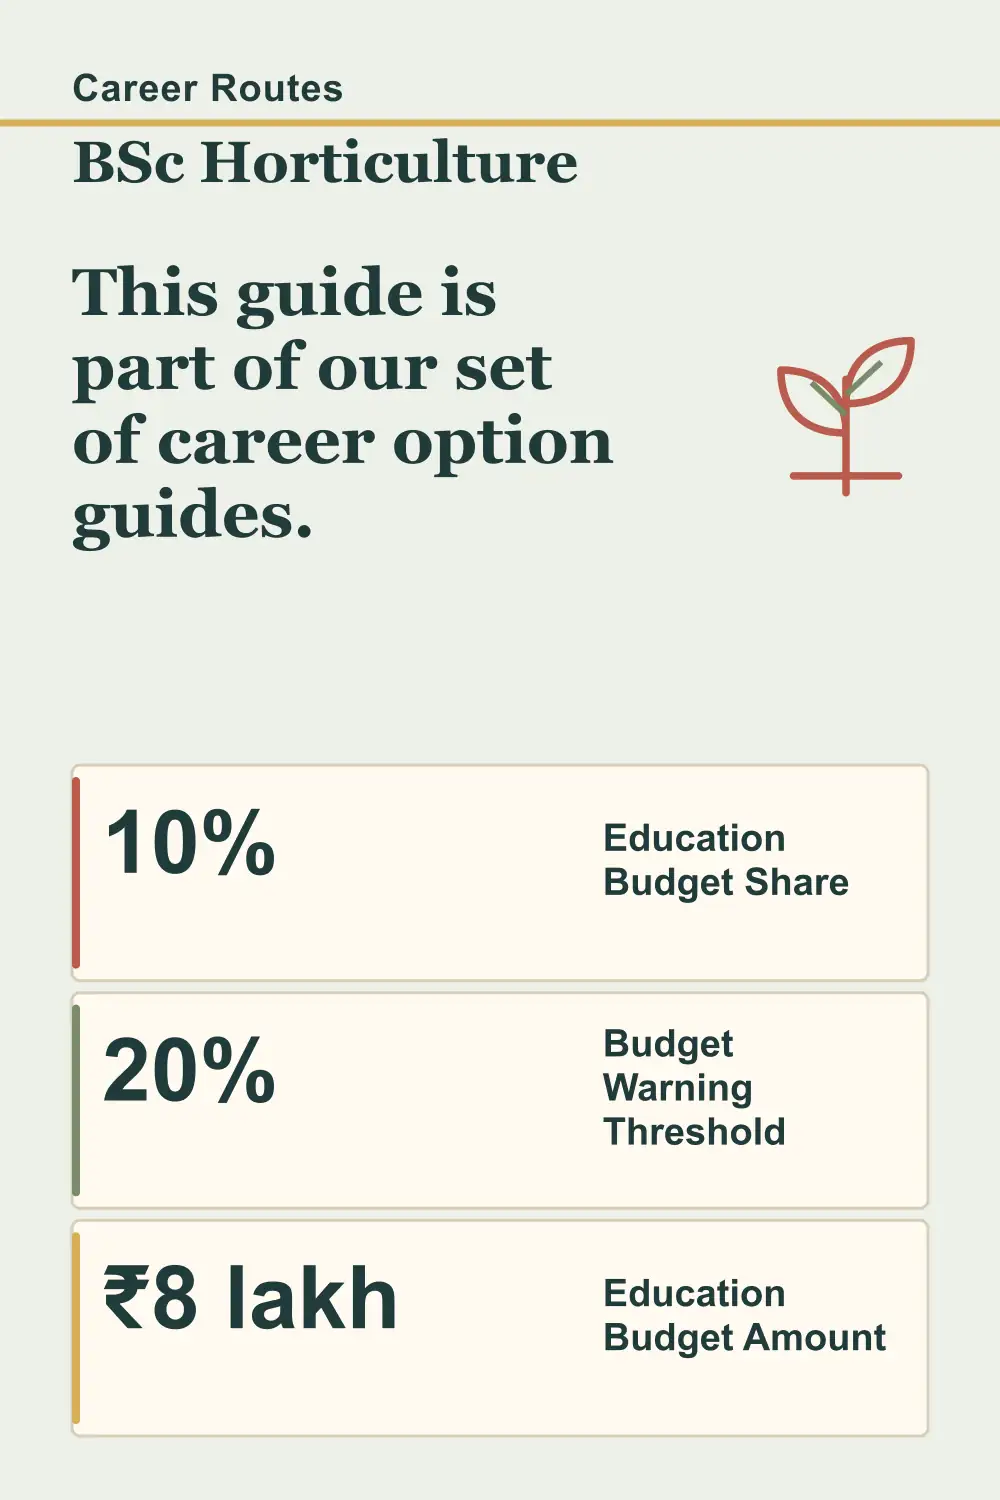 Career Routes
BSc Horticulture
This guide is
part of our set
of career option
guides.
10%
Education
Budget Share
20%
Budget
Warning
Threshold
₹8 lakh
Education
Budget Amount